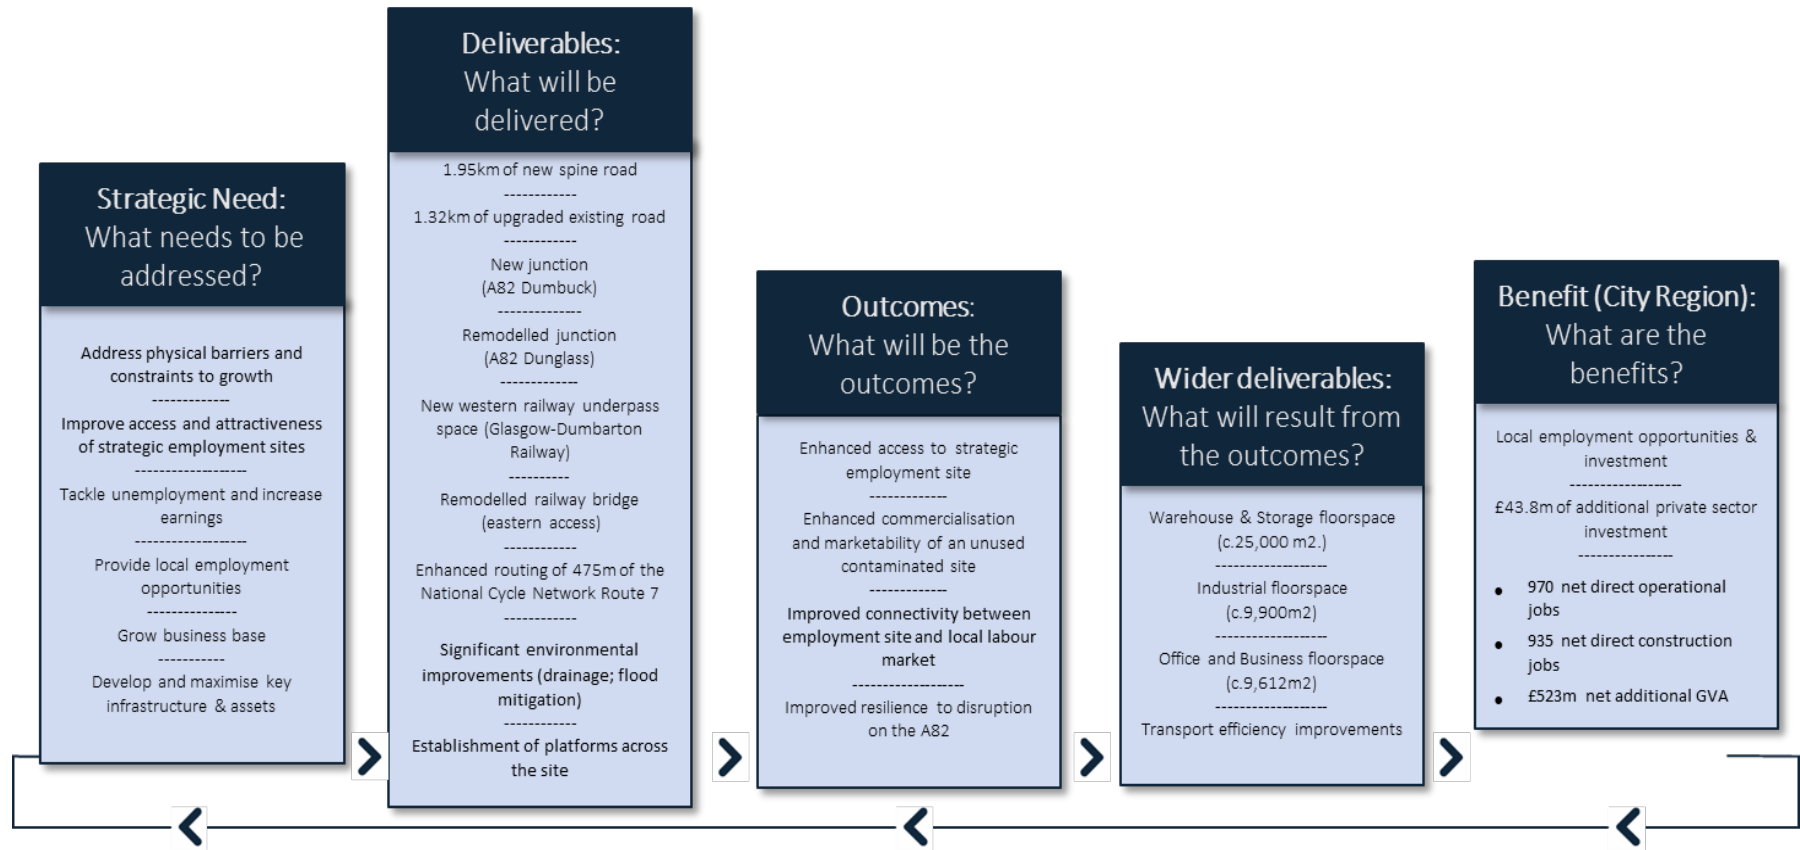 Strategic Need:
What needs to be
addressed?
Address physical barriers and
constraints to growth
-------------
Improve access and attractiveness
of strategic employment sites
-------------------
Tackle unemployment and increase
earnings
-------------------
Provide local employment
opportunities
---------------
Grow business base
-----------
Develop and maximise key
infrastructure & assets
Deliverables:
What will be
delivered?
1.95km of new spine road
------------
1.32km of upgraded existing road
------------
New junction
(A82 Dumbuck)
--------------
Remodelled junction
(A82 Dunglass)
-------------
New western railway underpass
space (Glasgow-Dumbarton
Railway)
----------
Remodelled railway bridge
(eastern access)
------------
Enhanced routing of 475m of the
National Cycle Network Route 7
------------
Significant environmental
improvements (drainage; flood
mitigation)
------------
Establishment of platforms across
the site
Outcomes:
What will be the
outcomes?
Enhanced access to strategic
employment site
-------------
Enhanced commercialisation
and marketability of an unused
contaminated site
-------------
Improved connectivity between
employment site and local labour
market
-------------------
Improved resilience to disruption
on the A82
Wider deliverables:
What will result from
the outcomes?
Warehouse & Storage floorspace
(c.25,000 m2.)
-------------------
Industrial floorspace
(c.9,900m2)
-------------------
Office and Business floorspace
(c.9,612m2)
-------------------
Transport efficiency improvements
Benefit (City Region):
What are the
benefits?
Local employment opportunities &
investment
-------------------
£43.8m of additional private sector
investment
----------------
• 970 net direct operational
jobs
• 935 net direct construction
jobs
• £523m net additional GVA